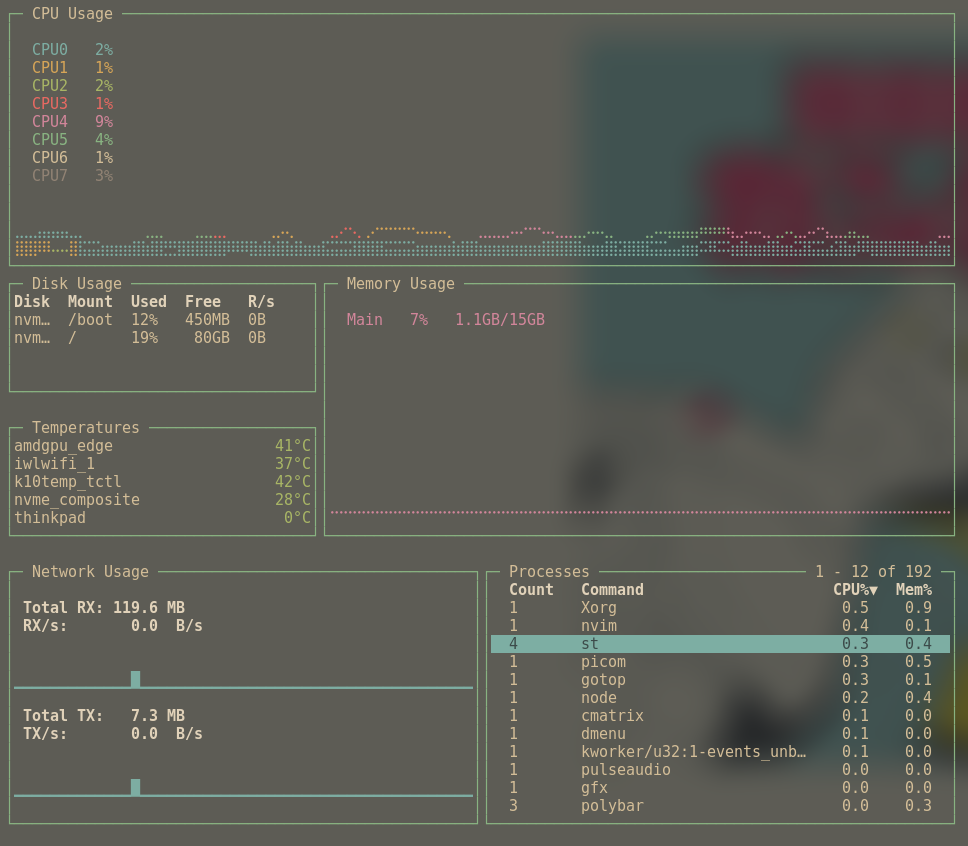 CPU Usage
CPU0 2%
CPU1 1%
CPU2 2%
CPU3 1%
CPU4 9%
CPU5 4%
CPU6 1%
CPU7 3%
Disk Usage
Disk Mount Used Free R/s
nvm… /boot 12% 450MB 0B
nvm… / 19% 80GB 0B
Memory Usage
Main 7% 1.1GB/15GB
Temperatures
amdgpu_edge 41°C
iwlwifi_1 37°C
k10temp_tctl 42°C
nvme_composite 28°C
thinkpad 0°C
Network Usage
Total RX: 119.6 MB
RX/s: 0.0 B/s
Total TX: 7.3 MB
TX/s: 0.0 B/s
Processes 1 - 12 of 192
Count Command CPU%▼ Mem%
1 Xorg 0.5 0.9
1 nvim 0.4 0.1
4 st 0.3 0.4
1 picom 0.3 0.5
1 gotop 0.3 0.1
1 node 0.2 0.4
1 cmatrix 0.1 0.0
1 dmenu 0.1 0.0
1 kworker/u32:1-events_unb… 0.1 0.0
1 pulseaudio 0.0 0.0
1 gfx 0.0 0.0
3 polybar 0.0 0.3